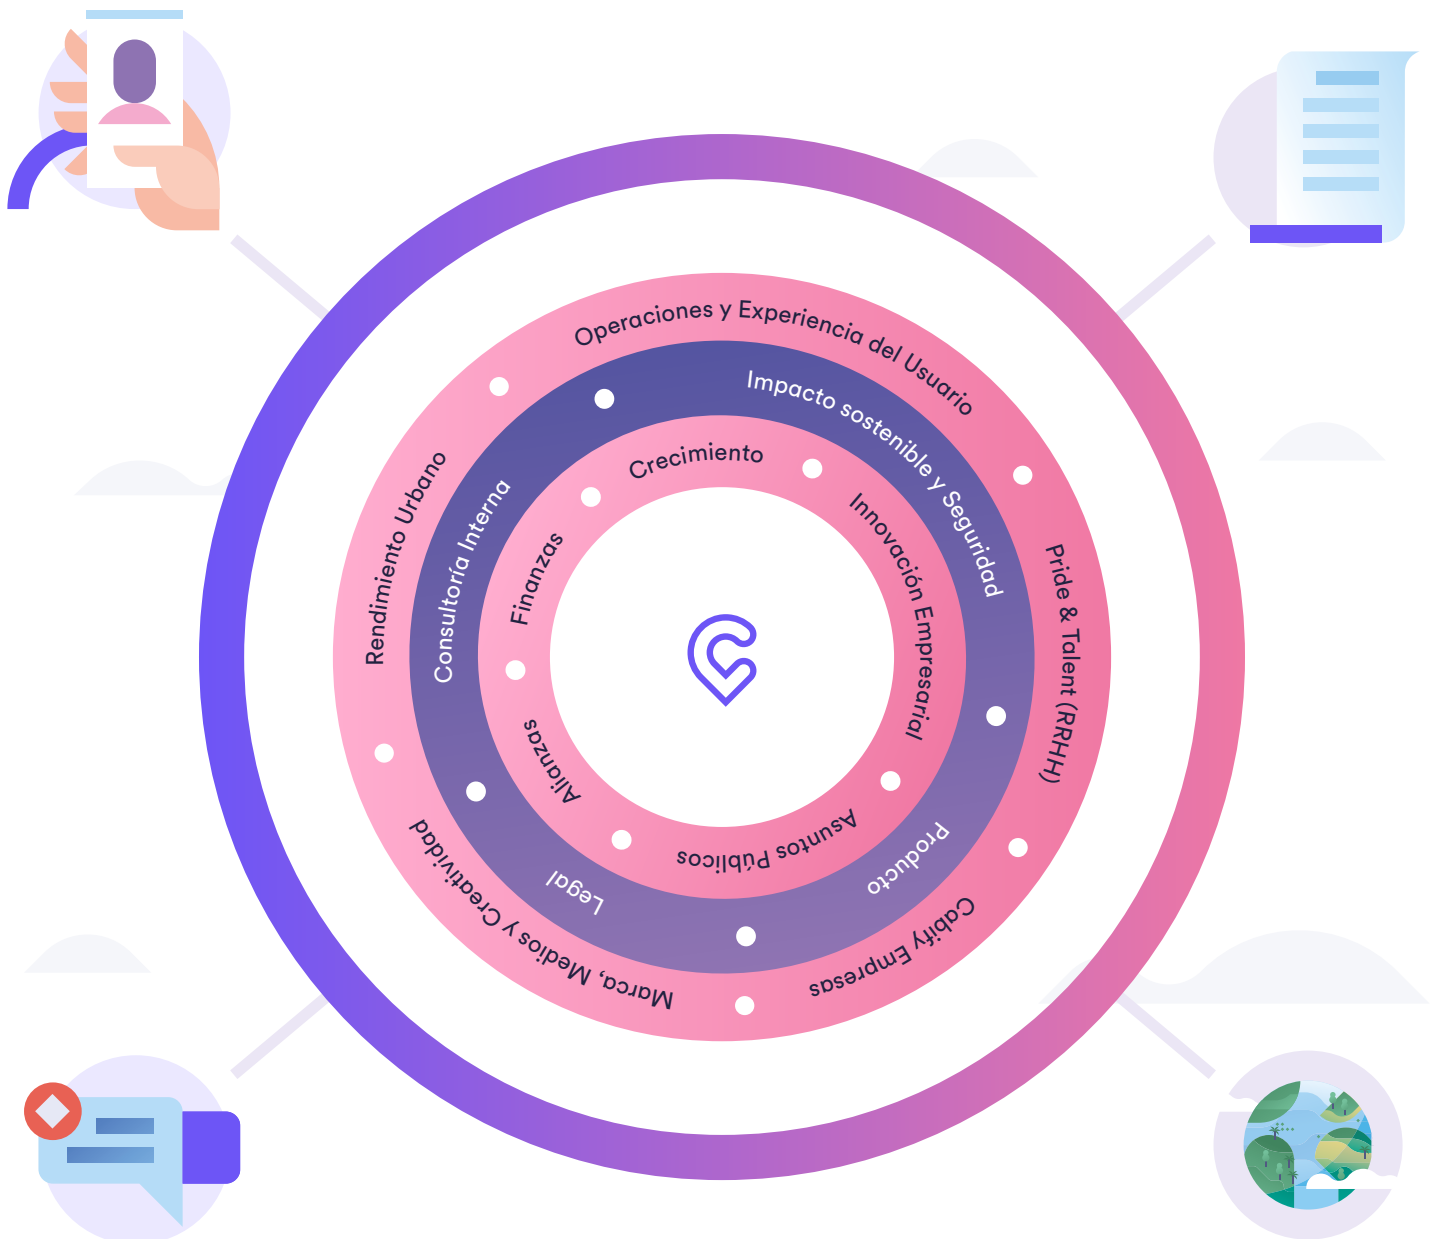 Operaciones y Experiencia del Usuario
Pride & Talent (RRHH)
Cabify Empresas
Marca, Medios y Creatividad
Rendimiento Urbano
Impacto sostenible y Seguridad
Producto
Legal
Consultoría Interna
Crecimiento
Innovación Empresarial
Asuntos Públicos
Alianzas
Finanzas